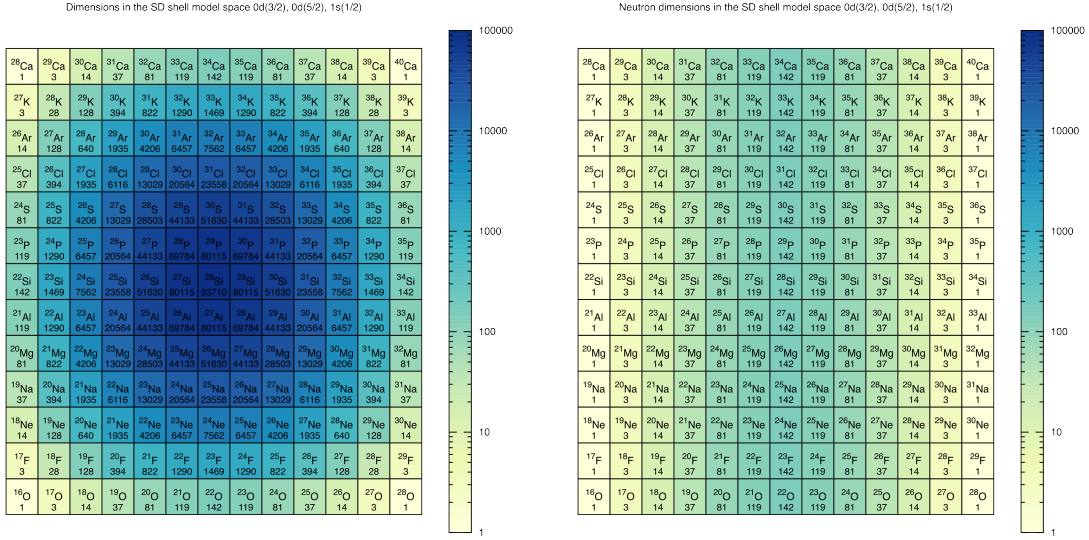 Dimensions in the SD shell model space 0d(3/2), 0d(5/2), 1s(1/2)
28Ca 29Ca 30Ca 31Ca 32Ca 33Ca 34Ca 35Ca 36Ca 37Ca 38Ca 39Ca 40Ca
1 3 14 37 81 119 142 119 81 37 14 3 1
27K 28K 29K 30K 31K 32K 33K 34K 35K 36K 37K 38K 39K
3 28 128 394 822 1290 1469 1290 822 394 128 28 3
26Ar 27Ar 28Ar 29Ar 30Ar 31Ar 32Ar 33Ar 34Ar 35Ar 36Ar 37Ar 38Ar
14 128 640 1935 4206 6457 7562 6457 4206 1935 640 128 14
25Cl 26Cl 27Cl 28Cl 29Cl 30Cl 31Cl 32Cl 33Cl 34Cl 35Cl 36Cl 37Cl
37 394 1935 6116 13029 20564 23558 20564 13029 6116 1935 394 37
24S 25S 26S 27S 28S 29S 30S 31S 32S 33S 34S 35S 36S
81 822 4206 13029 28503 44133 51630 44133 28503 13029 4206 822 81
23P 24P 25P 26P 27P 28P 29P 30P 31P 32P 33P 34P 35P
119 1290 6457 20564 44133 69784 80115 69784 44133 20564 6457 1290 119
22Si 23Si 24Si 25Si 26Si 27Si 28Si 29Si 30Si 31Si 32Si 33Si 34Si
142 1469 7562 23558 51630 80115 93710 80115 51630 23558 7562 1469 142
21Al 22Al 23Al 24Al 25Al 26Al 27Al 28Al 29Al 30Al 31Al 32Al 33Al
119 1290 6457 20564 44133 69784 80115 69784 44133 20564 6457 1290 119
20Mg 21Mg 22Mg 23Mg 24Mg 25Mg 26Mg 27Mg 28Mg 29Mg 30Mg 31Mg 32Mg
81 822 4206 13029 28503 44133 51630 44133 28503 13029 4206 822 81
19Na 20Na 21Na 22Na 23Na 24Na 25Na 26Na 27Na 28Na 29Na 30Na 31Na
37 394 1935 6116 13029 20564 23558 20564 13029 6116 1935 394 37
18Ne 19Ne 20Ne 21Ne 22Ne 23Ne 24Ne 25Ne 26Ne 27Ne 28Ne 29Ne 30Ne
14 128 640 1935 4206 6457 7562 6457 4206 1935 640 128 14
17F 18F 19F 20F 21F 22F 23F 24F 25F 26F 27F 28F 29F
3 28 128 394 822 1290 1469 1290 822 394 128 28 3
16O 17O 18O 19O 20O 21O 22O 23O 24O 25O 26O 27O 28O
1 3 14 37 81 119 142 119 81 37 14 3 1
100000
10000
1000
100
10
1
Neutron dimensions in the SD shell model space 0d(3/2), 0d(5/2), 1s(1/2)
28Ca 29Ca 30Ca 31Ca 32Ca 33Ca 34Ca 35Ca 36Ca 37Ca 38Ca 39Ca 40Ca
1 3 14 37 81 119 142 119 81 37 14 3 1
27K 28K 29K 30K 31K 32K 33K 34K 35K 36K 37K 38K 39K
1 3 14 37 81 119 142 119 81 37 14 3 1
26Ar 27Ar 28Ar 29Ar 30Ar 31Ar 32Ar 33Ar 34Ar 35Ar 36Ar 37Ar 38Ar
1 3 14 37 81 119 142 119 81 37 14 3 1
25Cl 26Cl 27Cl 28Cl 29Cl 30Cl 31Cl 32Cl 33Cl 34Cl 35Cl 36Cl 37Cl
1 3 14 37 81 119 142 119 81 37 14 3 1
24S 25S 26S 27S 28S 29S 30S 31S 32S 33S 34S 35S 36S
1 3 14 37 81 119 142 119 81 37 14 3 1
23P 24P 25P 26P 27P 28P 29P 30P 31P 32P 33P 34P 35P
1 3 14 37 81 119 142 119 81 37 14 3 1
22Si 23Si 24Si 25Si 26Si 27Si 28Si 29Si 30Si 31Si 32Si 33Si 34Si
1 3 14 37 81 119 142 119 81 37 14 3 1
21Al 22Al 23Al 24Al 25Al 26Al 27Al 28Al 29Al 30Al 31Al 32Al 33Al
1 3 14 37 81 119 142 119 81 37 14 3 1
20Mg 21Mg 22Mg 23Mg 24Mg 25Mg 26Mg 27Mg 28Mg 29Mg 30Mg 31Mg 32Mg
1 3 14 37 81 119 142 119 81 37 14 3 1
19Na 20Na 21Na 22Na 23Na 24Na 25Na 26Na 27Na 28Na 29Na 30Na 31Na
1 3 14 37 81 119 142 119 81 37 14 3 1
18Ne 19Ne 20Ne 21Ne 22Ne 23Ne 24Ne 25Ne 26Ne 27Ne 28Ne 29Ne 30Ne
1 3 14 37 81 119 142 119 81 37 14 3 1
17F 18F 19F 20F 21F 22F 23F 24F 25F 26F 27F 28F 29F
1 3 14 37 81 119 142 119 81 37 14 3 1
16O 17O 18O 19O 20O 21O 22O 23O 24O 25O 26O 27O 28O
1 3 14 37 81 119 142 119 81 37 14 3 1
100000
10000
1000
100
10
1